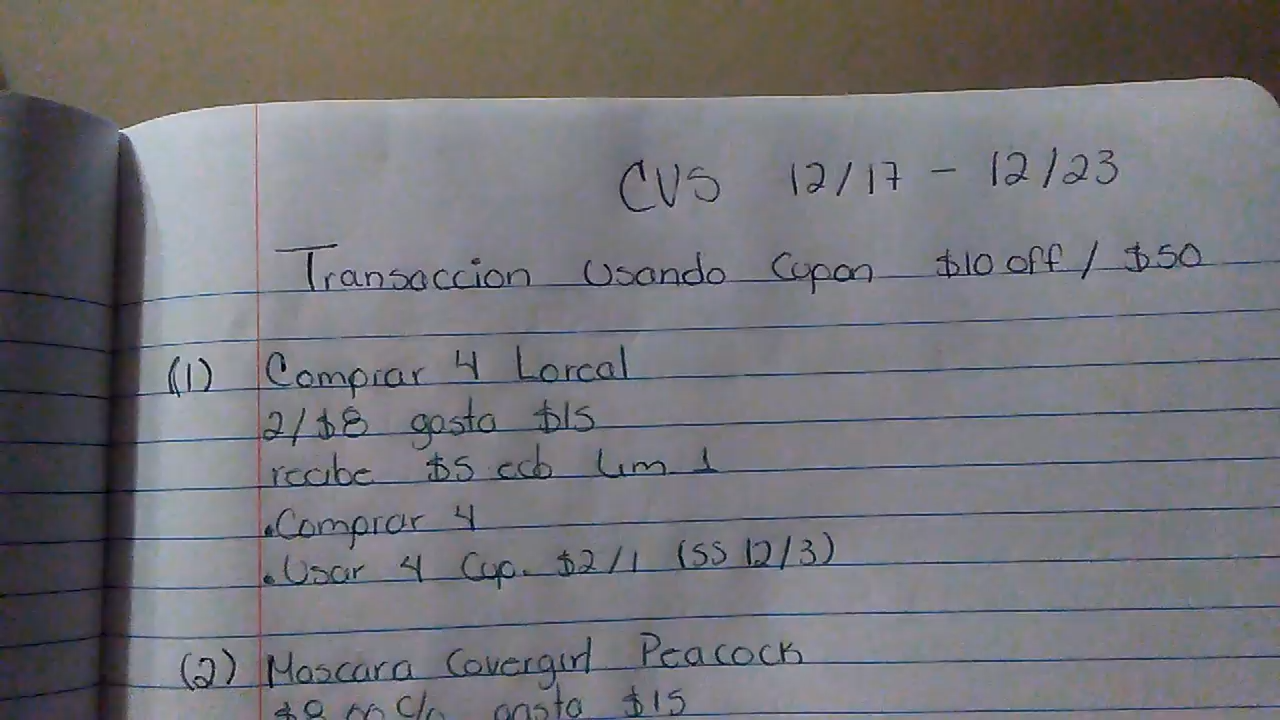 CVS 12/17 - 12/23
Transaccion Usando Cupon $10 off / $50
(1) Comprar 4 Loreal
2/$8 gasta $15
recibe $5 ecb Lim 1
.Comprar 4
.Usar 4 Cup. $2/1 (SS 12/3)
(2) Mascara Covergirl Peacock
c/u gasta $15